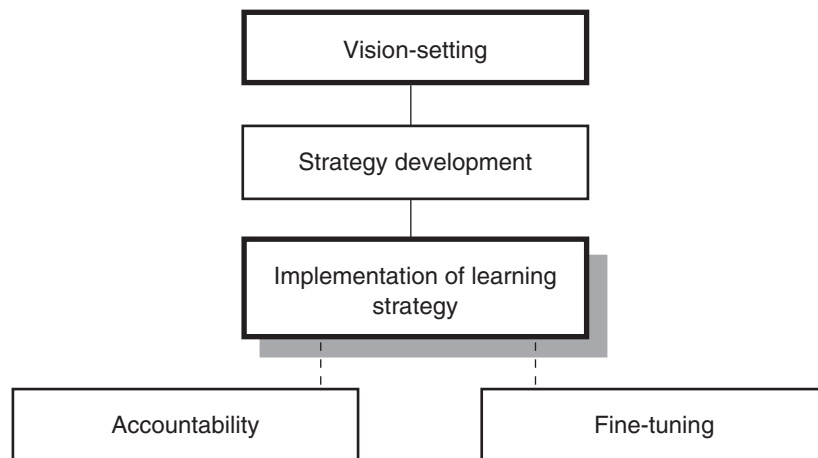 Vision-setting
Strategy development
Implementation of learning
strategy
Accountability
Fine-tuning